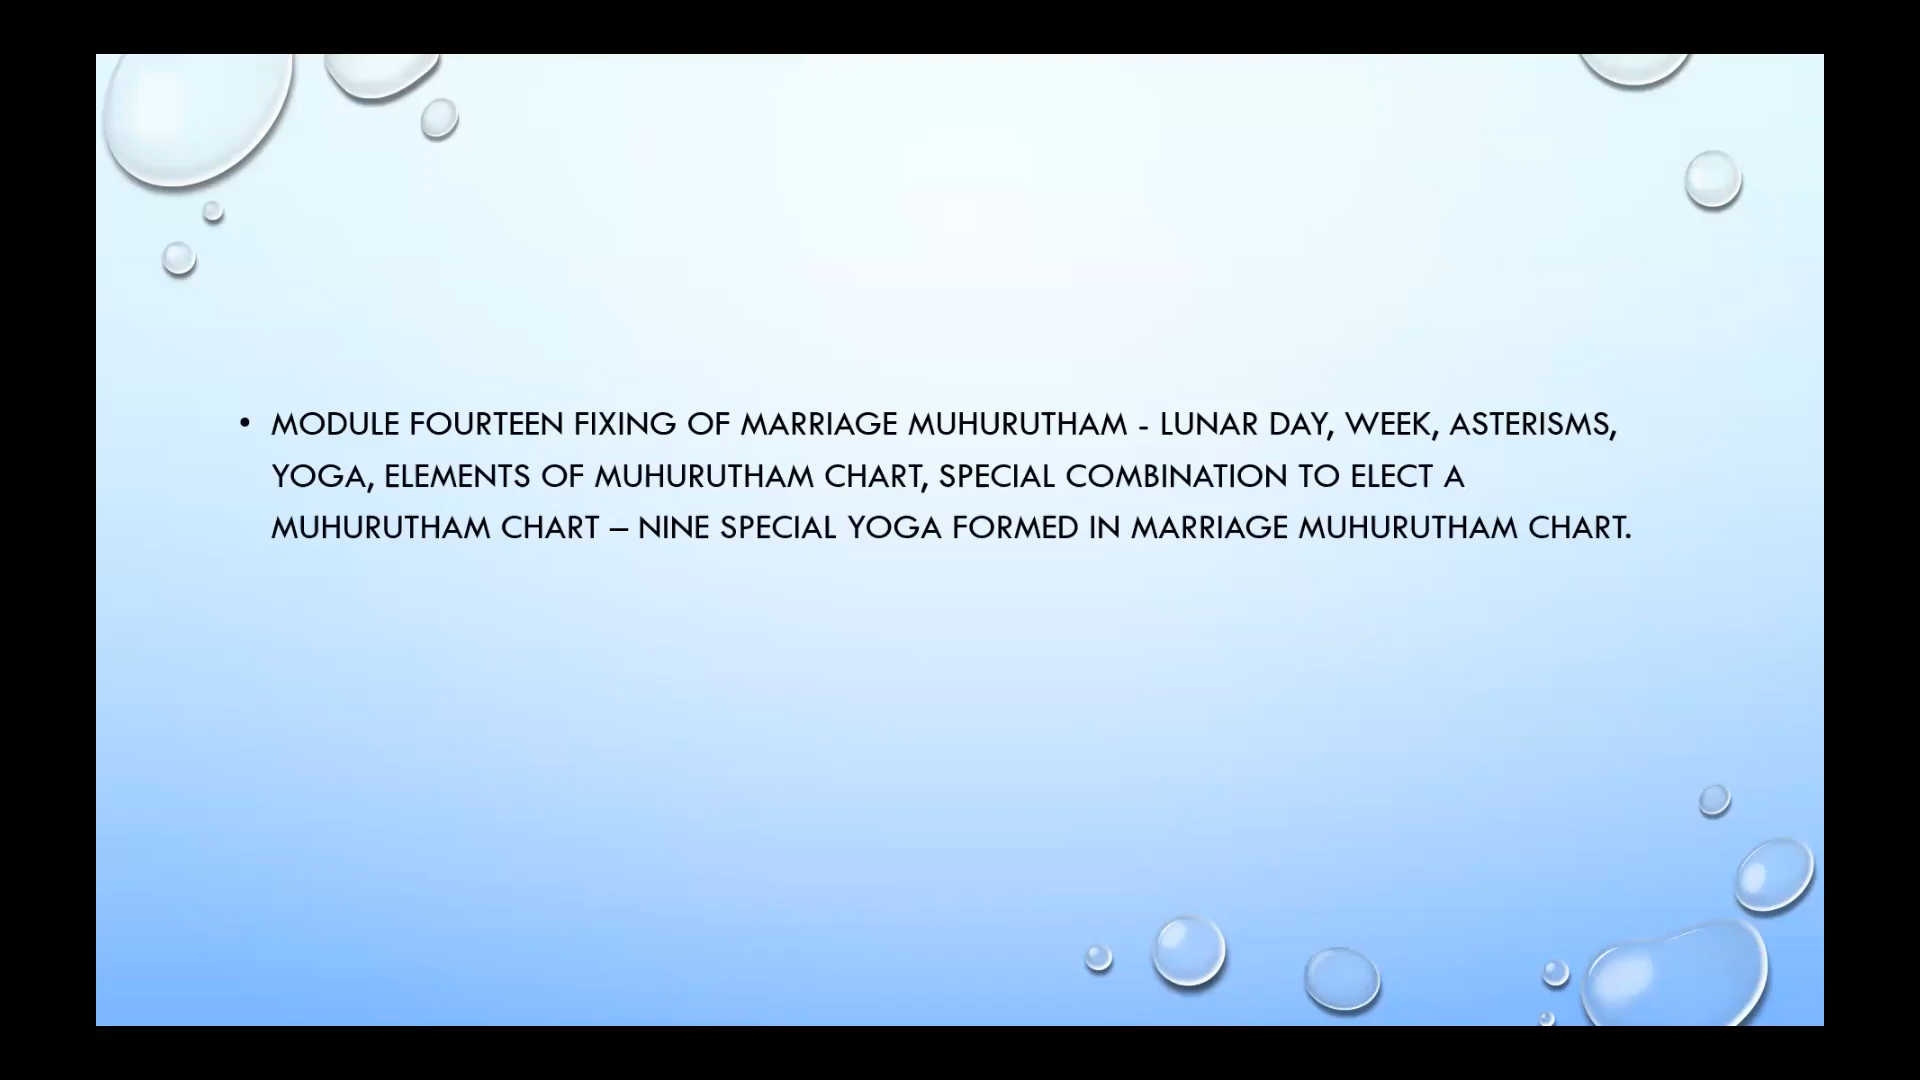 • MODULE FOURTEEN FIXING OF MARRIAGE MUHURUTHAM - LUNAR DAY, WEEK, ASTERISMS,
YOGA, ELEMENTS OF MUHURUTHAM CHART, SPECIAL COMBINATION TO ELECT A
MUHURUTHAM CHART – NINE SPECIAL YOGA FORMED IN MARRIAGE MUHURUTHAM CHART.